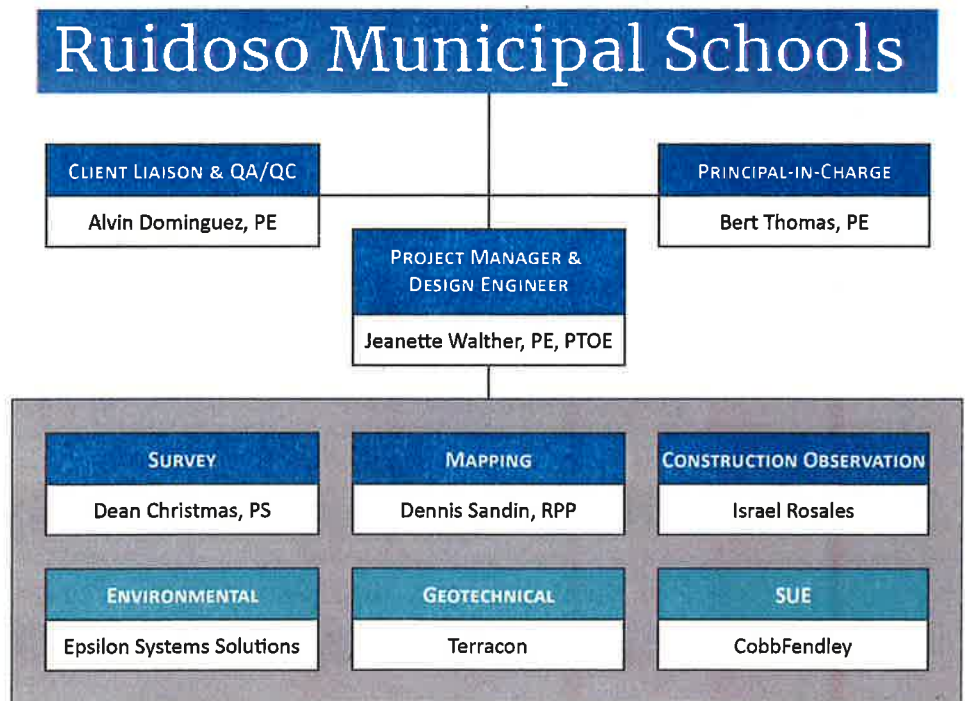 Ruidoso Municipal Schools
CLIENT LIAISON & QA/QC
Alvin Dominguez, PE
PRINCIPAL-IN-CHARGE
Bert Thomas, PE
PROJECT MANAGER &
DESIGN ENGINEER
Jeanette Walther, PE, PTOE
SURVEY
Dean Christmas, PS
MAPPING
Dennis Sandin, RPP
CONSTRUCTION OBSERVATION
Israel Rosales
ENVIRONMENTAL
Epsilon Systems Solutions
GEOTECHNICAL
Terracon
SUE
CobbFendley